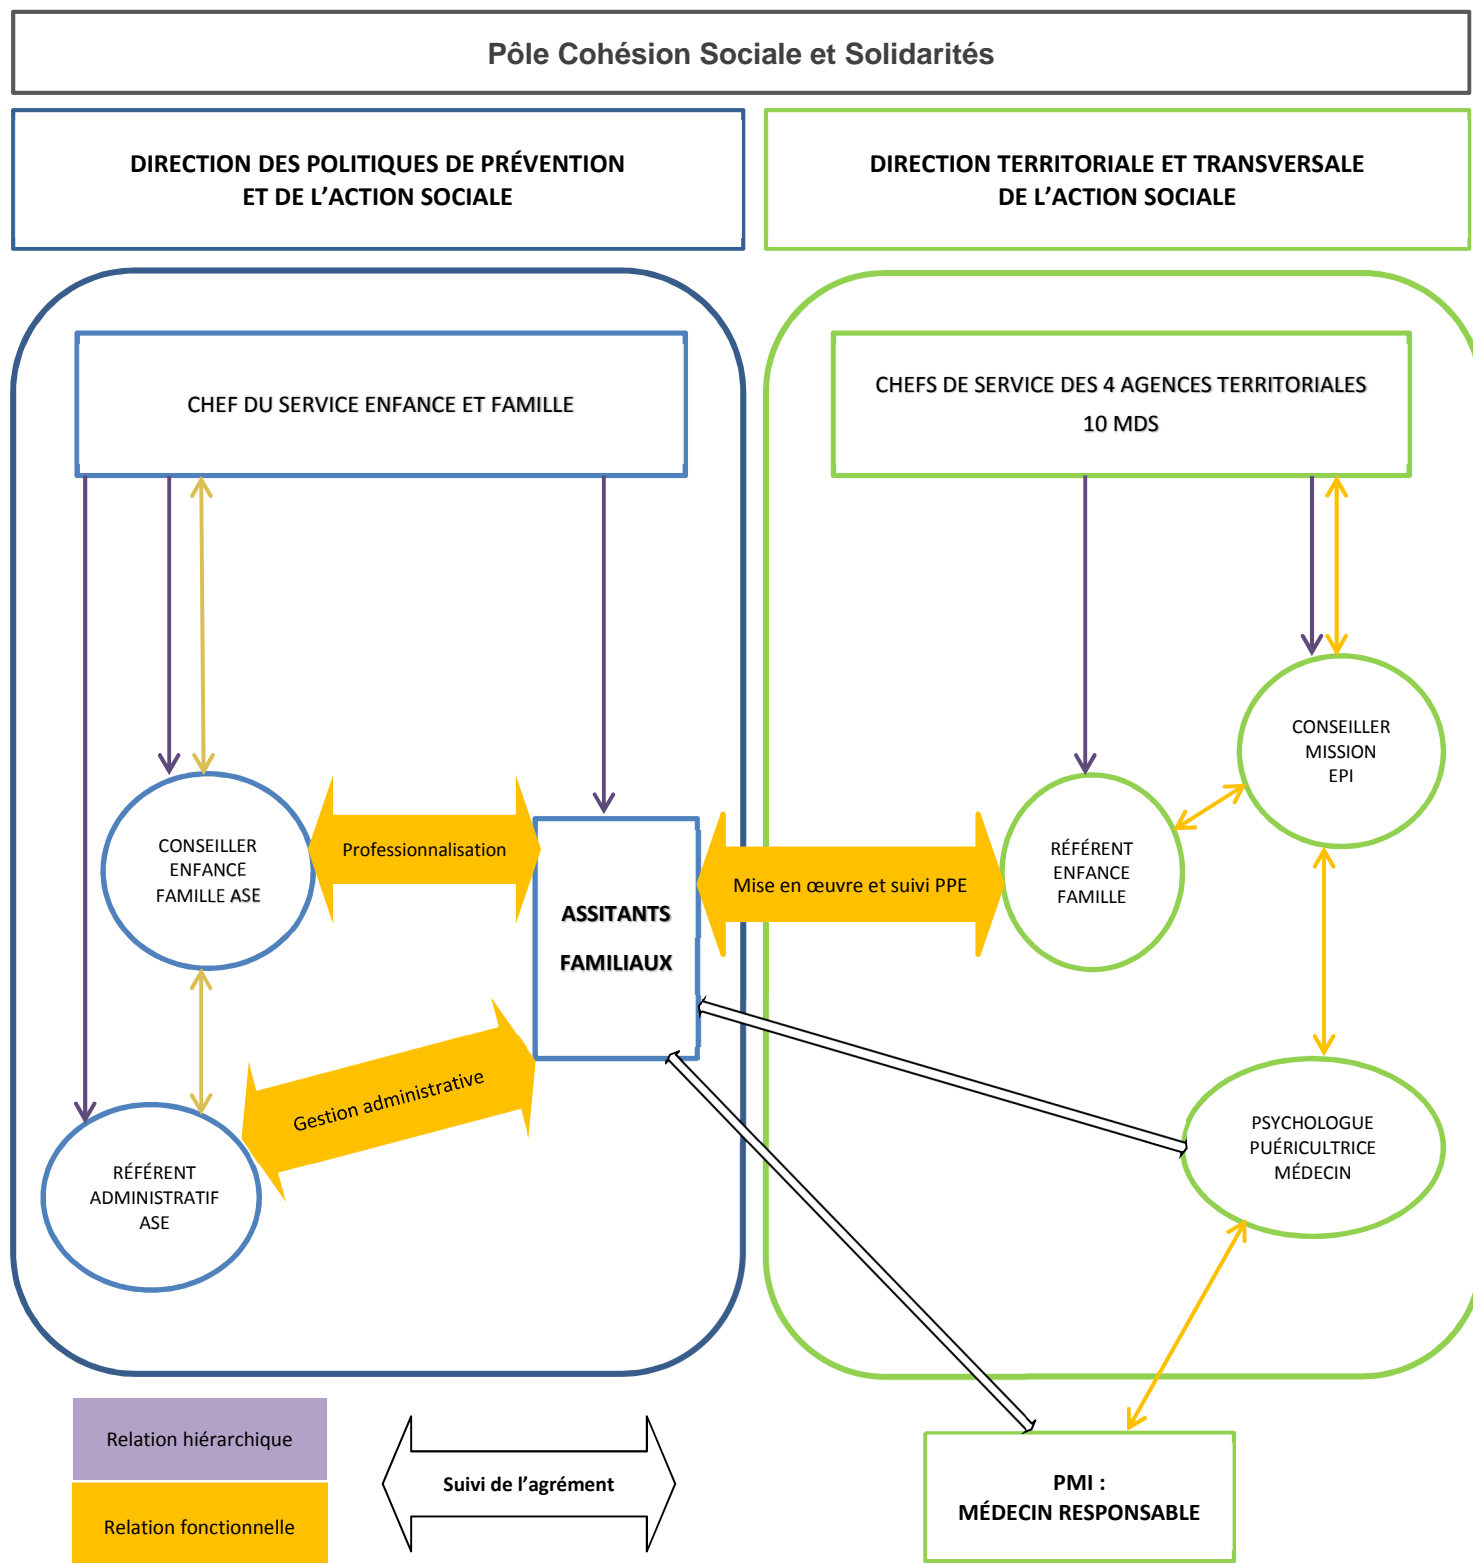 Pôle Cohésion Sociale et Solidarités
DIRECTION DES POLITIQUES DE PRÉVENTION
ET DE L’ACTION SOCIALE
DIRECTION TERRITORIALE ET TRANSVERSALE
DE L’ACTION SOCIALE
CHEF DU SERVICE ENFANCE ET FAMILLE
CHEFS DE SERVICE DES 4 AGENCES TERRITORIALES
10 MDS
CONSEILLER
MISSION
EPI
CONSEILLER
ENFANCE
FAMILLE ASE
Professionnalisation
ASSITANTS
FAMILIAUX
Mise en œuvre et suivi PPE
RÉFÉRENT
ENFANCE
FAMILLE
Gestion administrative
RÉFÉRENT
ADMINISTRATIF
ASE
PSYCHOLOGUE
PUÉRICULTRICE
MÉDECIN
Relation hiérarchique
Relation fonctionnelle
Suivi de l’agrément
PMI :
MÉDECIN RESPONSABLE